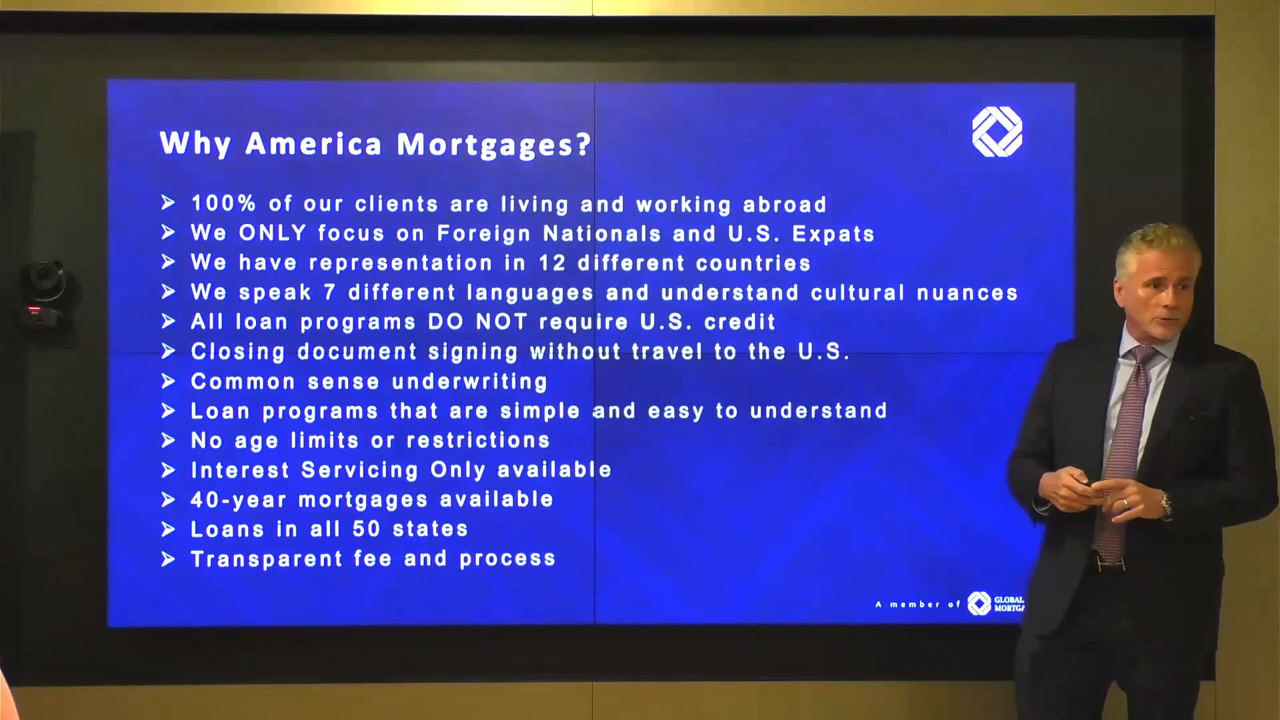 Why America Mortgages?
➢ 100% of our clients are living and working abroad
➢ We ONLY focus on Foreign Nationals and U.S. Expats
➢ We have representation in 12 different countries
➢ We speak 7 different languages and understand cultural nuances
➢ All loan programs DO NOT require U.S. credit
➢ Closing document signing without travel to the U.S.
➢ Common sense underwriting
➢ Loan programs that are simple and easy to understand
➢ No age limits or restrictions
➢ Interest Servicing Only available
➢ 40-year mortgages available
➢ Loans in all 50 states
➢ Transparent fee and process
A member of
GLOBAL